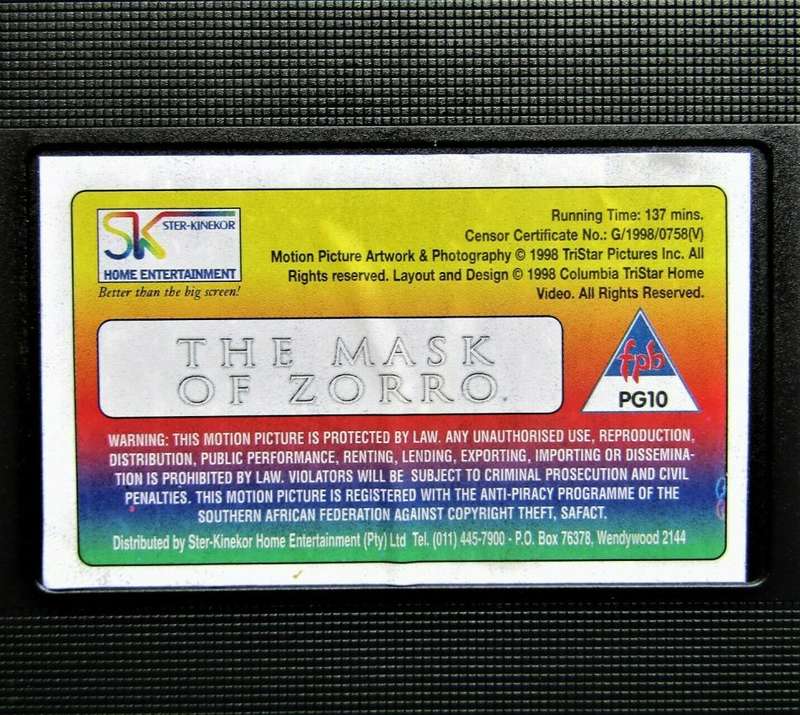 SK STER-KINEKOR
HOME ENTERTAINMENT
Better than the big screen!
Running Time: 137 mins.
Censor Certificate No.: G/1998/0758(V)
Motion Picture Artwork & Photography © 1998 TriStar Pictures Inc. All
Rights reserved. Layout and Design © 1998 Columbia TriStar Home
Video. All Rights Reserved.
THE MASK
OF ZORRO.
fpb
PG10
WARNING: THIS MOTION PICTURE IS PROTECTED BY LAW. ANY UNAUTHORISED USE, REPRODUCTION,
DISTRIBUTION, PUBLIC PERFORMANCE, RENTING, LENDING, EXPORTING, IMPORTING OR DISSEMINA-
TION IS PROHIBITED BY LAW. VIOLATORS WILL BE SUBJECT TO CRIMINAL PROSECUTION AND CIVIL
PENALTIES. THIS MOTION PICTURE IS REGISTERED WITH THE ANTI-PIRACY PROGRAMME OF THE
SOUTHERN AFRICAN FEDERATION AGAINST COPYRIGHT THEFT, SAFACT.
Distributed by Ster-Kinekor Home Entertainment (Pty) Ltd Tel. (011) 445-7900 - P.O. Box 76378, Wendywood 2144